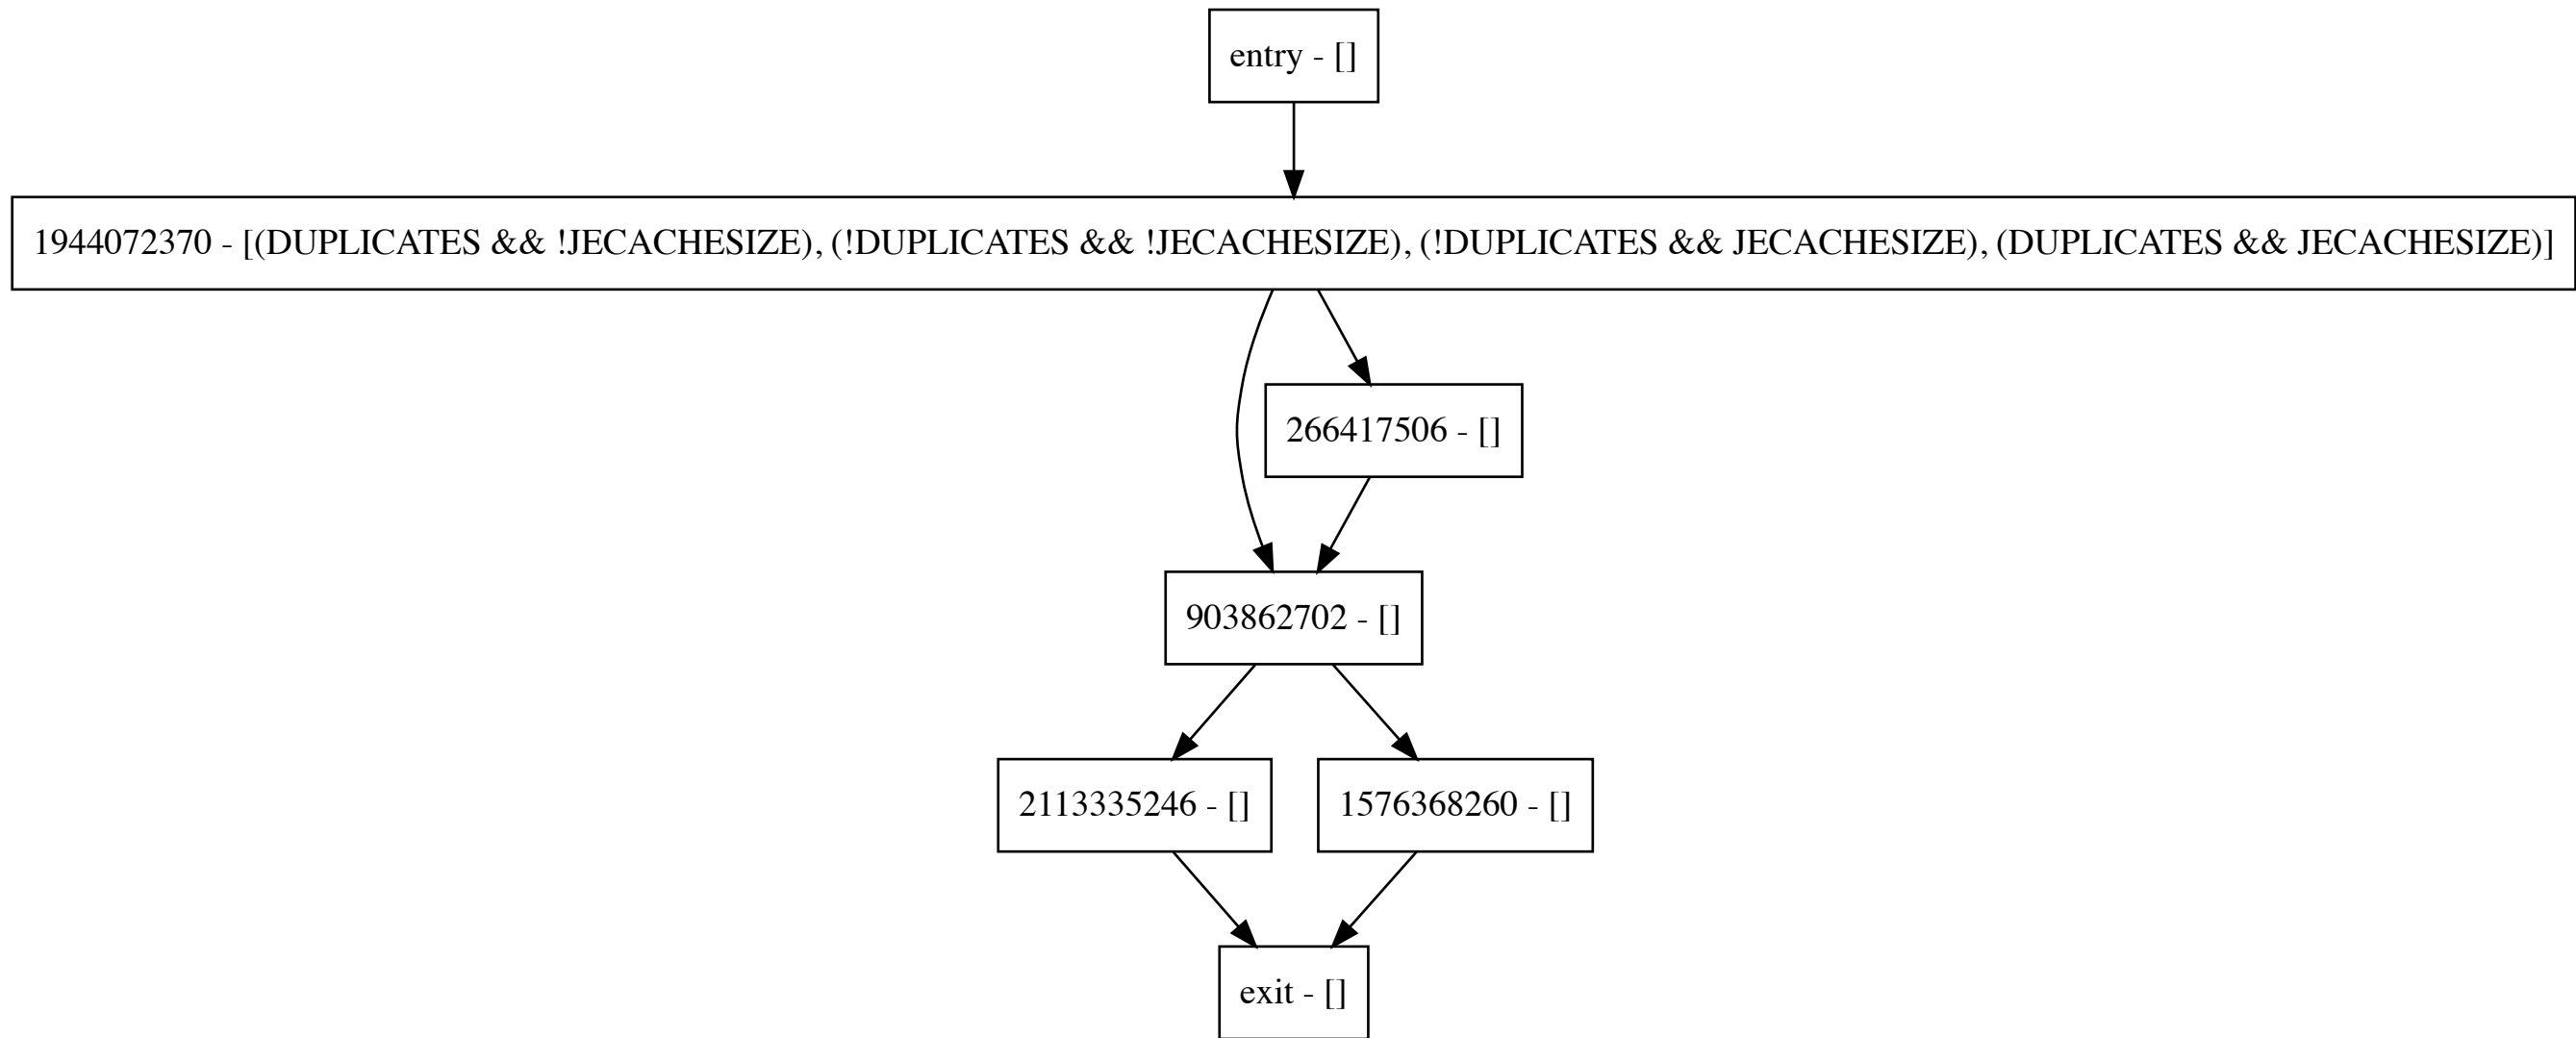 entry - []
1944072370 - [(DUPLICATES && !JECACHESIZE), (!DUPLICATES && !JECACHESIZE), (!DUPLICATES && JECACHESIZE), (DUPLICATES && JECACHESIZE)]
266417506 - []
903862702 - []
2113335246 - []
1576368260 - []
exit - []